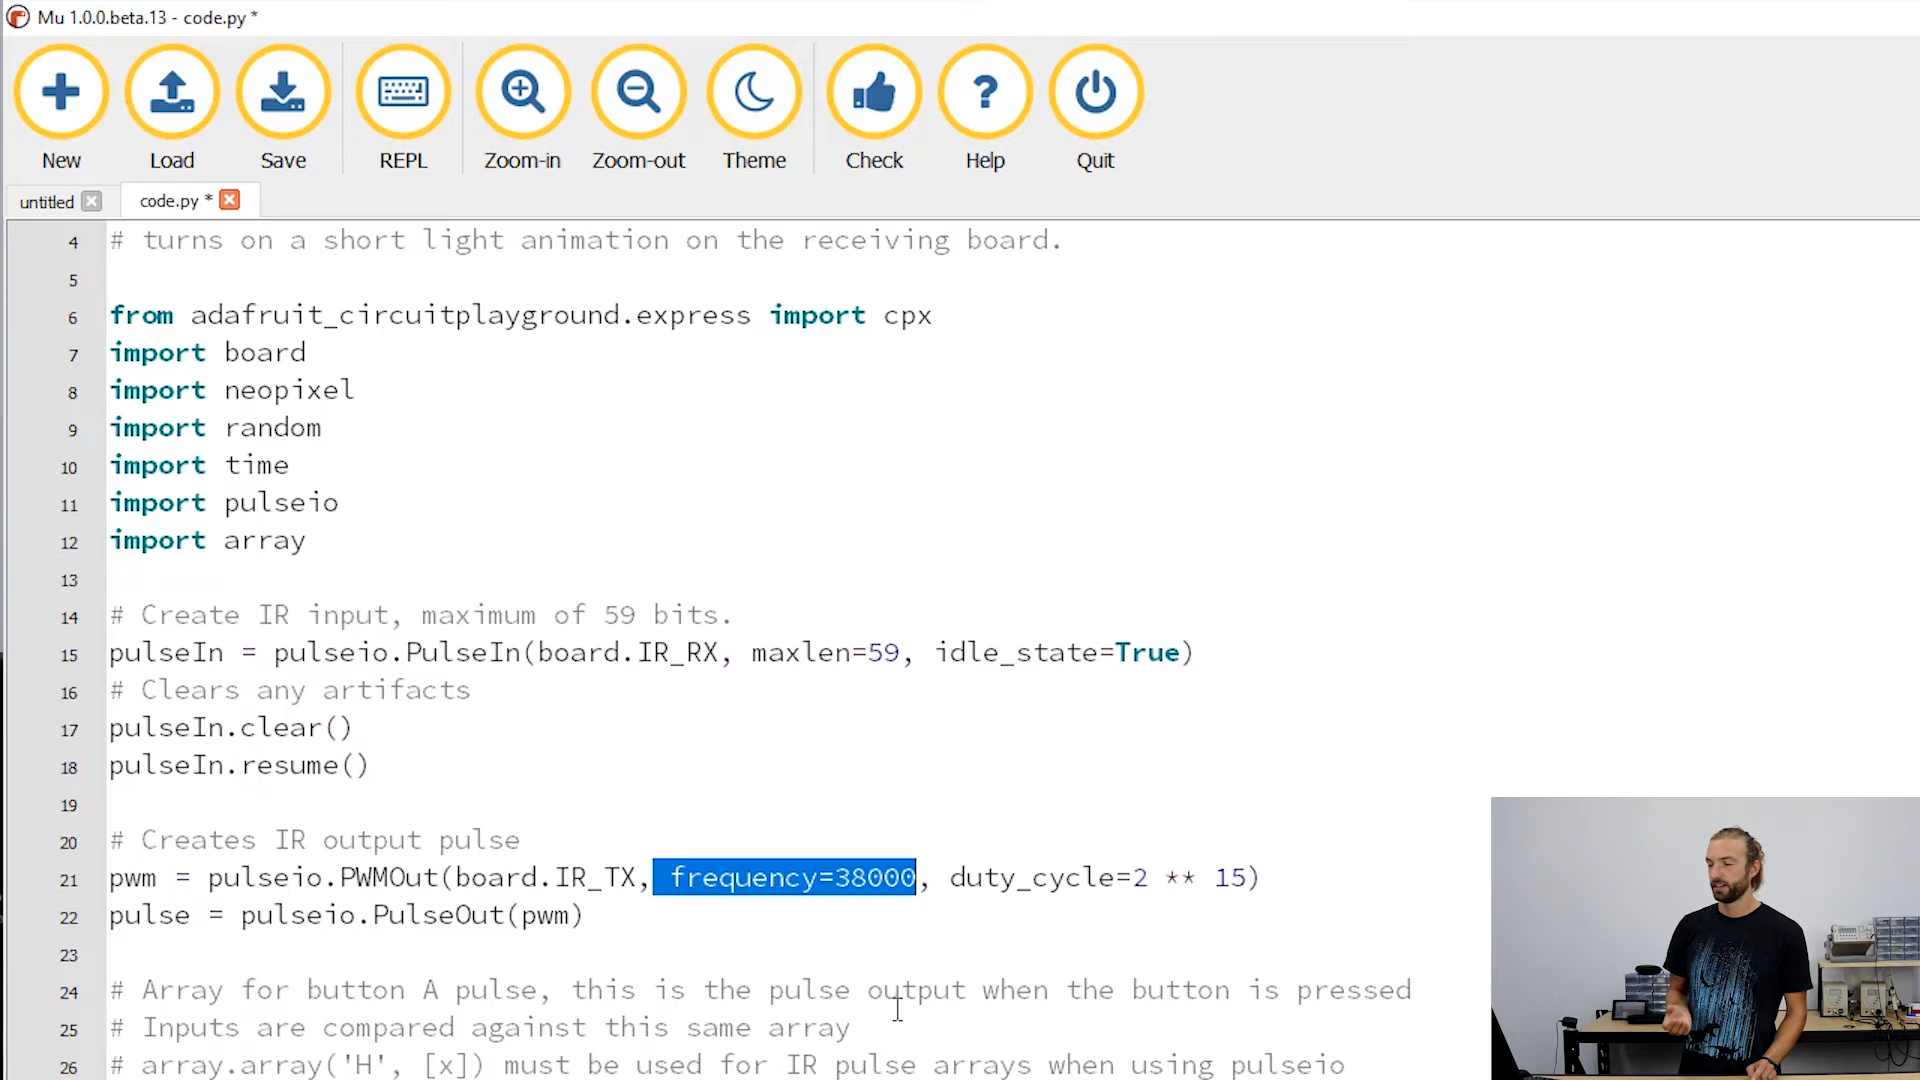 Mu 1.0.0.beta.13 - code.py *
New Load Save REPL Zoom-in Zoom-out Theme Check Help Quit
untitled code.py *
4 # turns on a short light animation on the receiving board.
5
6 from adafruit_circuitplayground.express import cpx
7 import board
8 import neopixel
9 import random
10 import time
11 import pulseio
12 import array
13
14 # Create IR input, maximum of 59 bits.
15 pulseIn = pulseio.PulseIn(board.IR_RX, maxlen=59, idle_state=True)
16 # Clears any artifacts
17 pulseIn.clear()
18 pulseIn.resume()
19
20 # Creates IR output pulse
21 pwm = pulseio.PWMOut(board.IR_TX, frequency=38000, duty_cycle=2 ** 15)
22 pulse = pulseio.PulseOut(pwm)
23
24 # Array for button A pulse, this is the pulse output when the button is pressed
25 # Inputs are compared against this same array
26 # array.array('H', [x]) must be used for IR pulse arrays when using pulseio